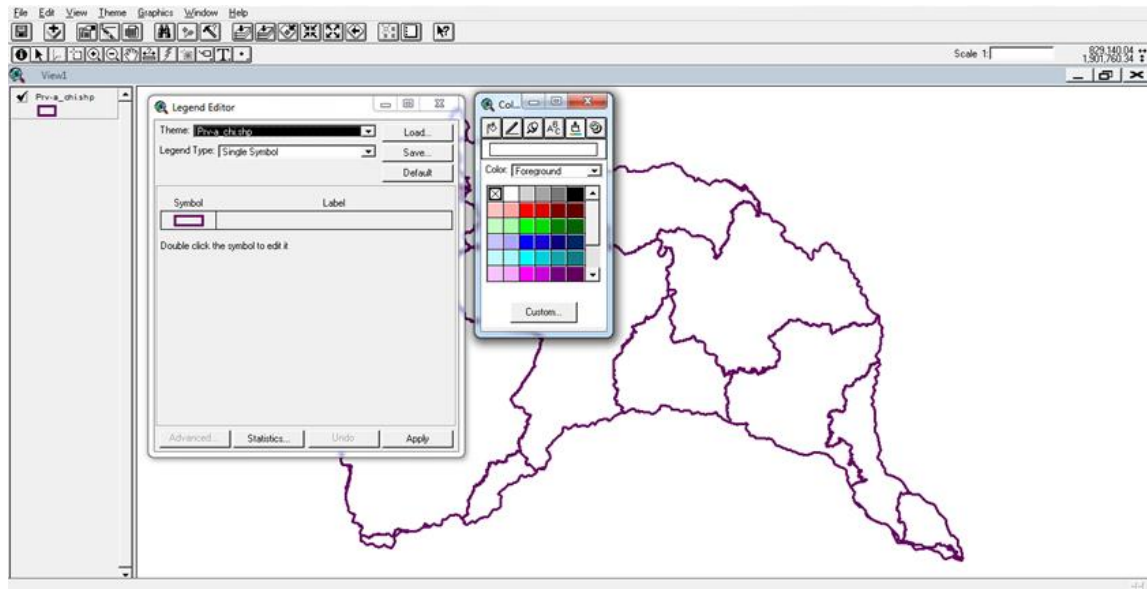 File Edit View Theme Graphics Window Help
Scale 1:
829,140.04
1,901,760.34
View1
Prv-a_chi.shp
Legend Editor
Theme: Prv-a_chi.shp
Load...
Legend Type: Single Symbol
Save...
Default
Symbol Label
Double click the symbol to edit it
Advanced... Statistics... Undo Apply
Col...
Color: Foreground
Custom...